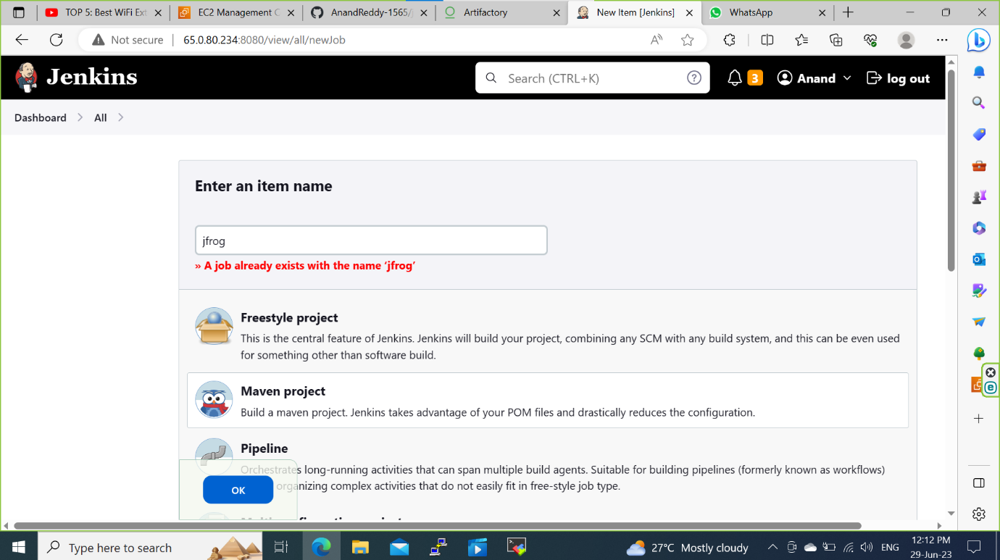 TOP 5: Best WiFi Ext
EC2 Management C
AnandReddy-1565/j
Artifactory
New Item [Jenkins]
WhatsApp
Not secure
65.0.80.234:8080/view/all/newJob
Jenkins
Search (CTRL+K)
3
Anand
log out
Dashboard
All
Enter an item name
jfrog
» A job already exists with the name ‘jfrog’
Freestyle project
This is the central feature of Jenkins. Jenkins will build your project, combining any SCM with any build system, and this can be even used
for something other than software build.
Maven project
Build a maven project. Jenkins takes advantage of your POM files and drastically reduces the configuration.
Pipeline
Orchestrates long-running activities that can span multiple build agents. Suitable for building pipelines (formerly known as workflows)
organizing complex activities that do not easily fit in free-style job type.
OK
Type here to search
27°C Mostly cloudy
ENG
12:12 PM
29-Jun-23